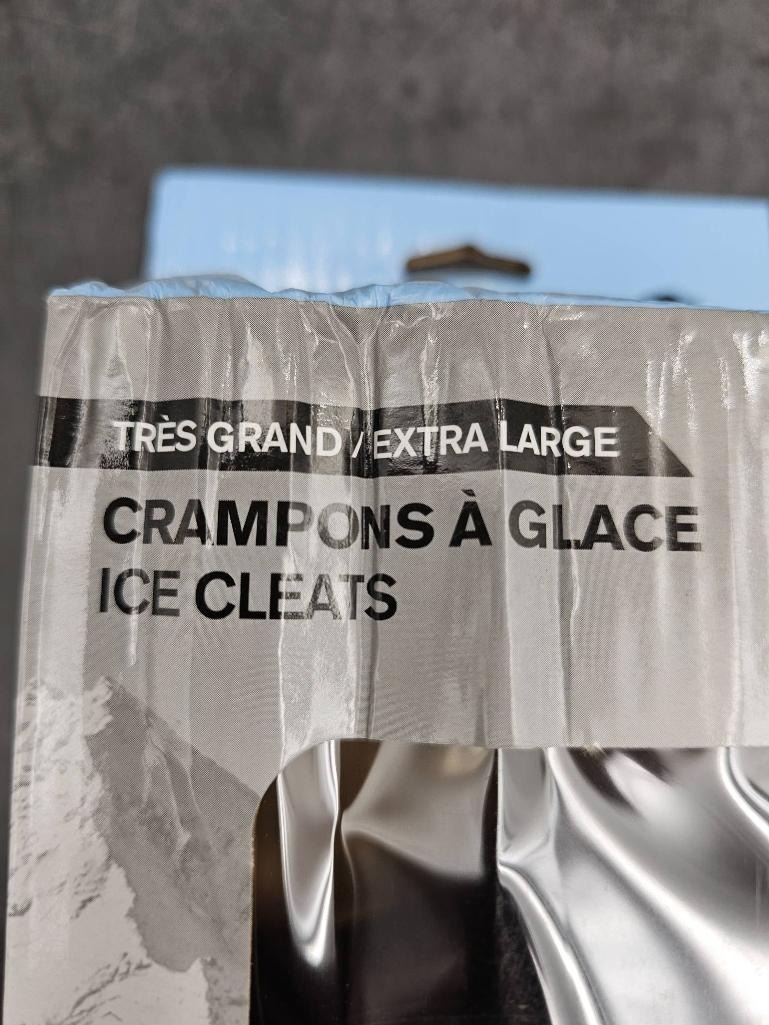 TRÈS GRAND / EXTRA LARGE
CRAMPONS À GLACE
ICE CLEATS